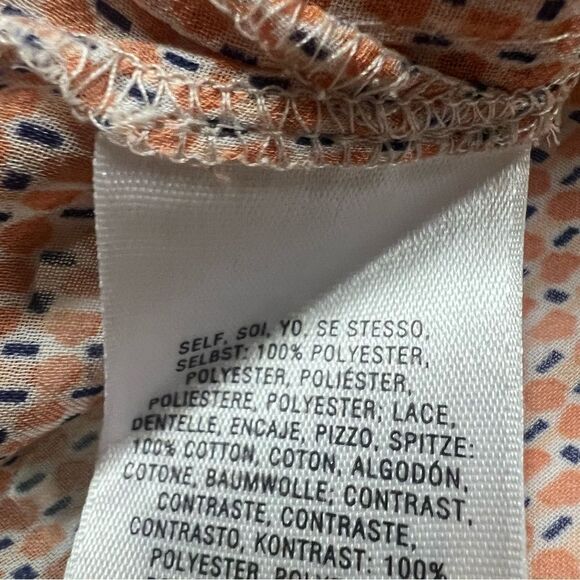 SELF, SOI, YO, SE STESSO,
SELBST: 100% POLYESTER,
POLYESTER, POLIÉSTER,
POLIESTERE, POLYESTER; LACE,
DENTELLE, ENCAJE, PIZZO, SPITZE:
100% COTTON, COTON, ALGODÓN,
COTONE, BAUMWOLLE; CONTRAST,
CONTRASTE, CONTRASTE,
CONTRASTO, KONTRAST: 100%
POLYESTER,